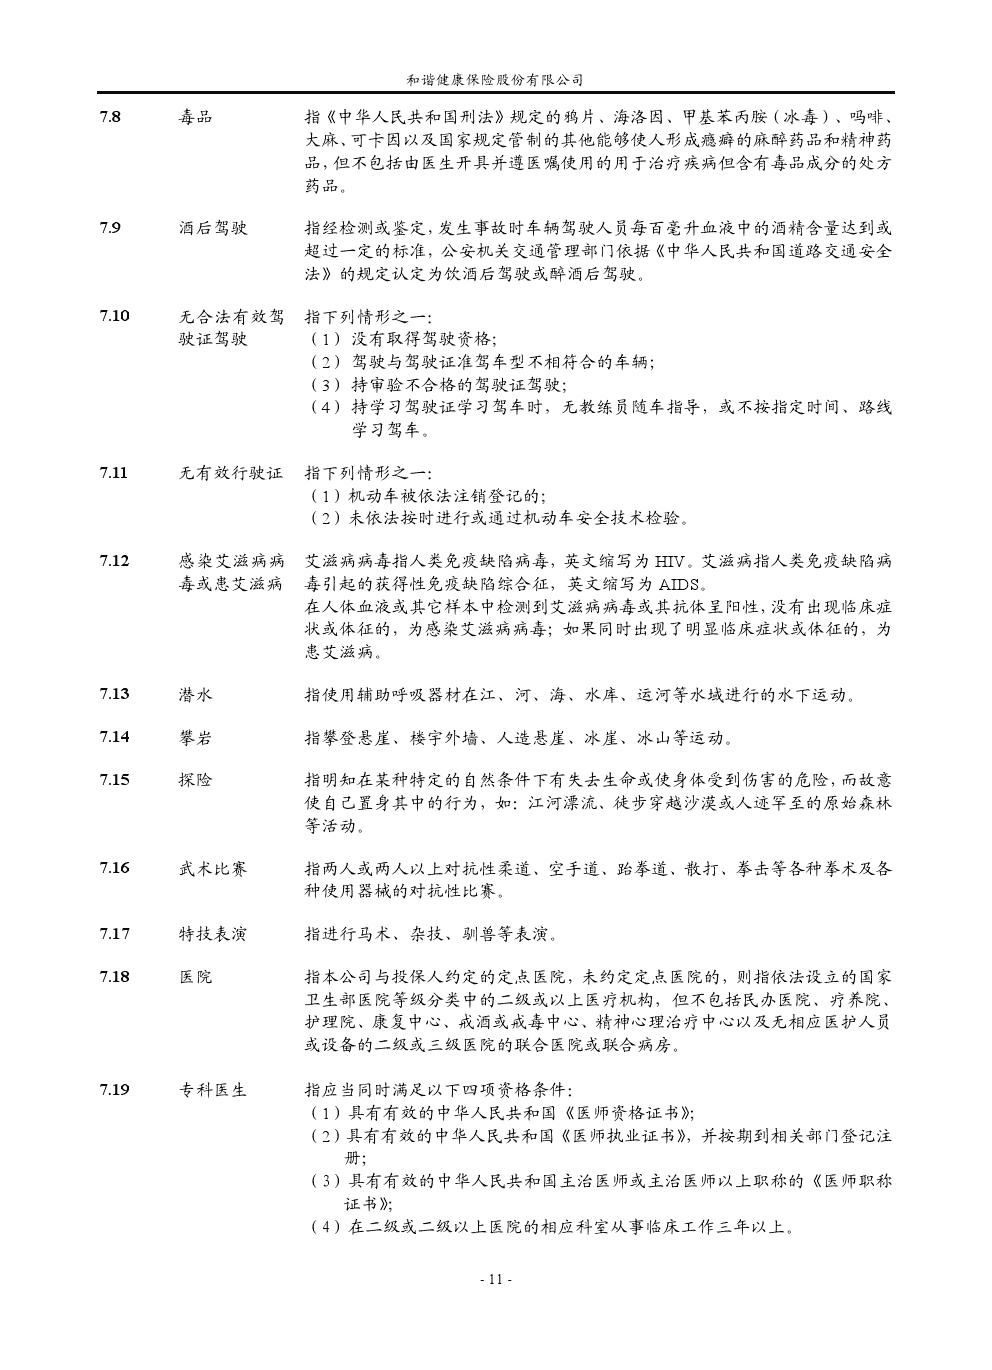 和谐健康保险股份有限公司
7.8 毒品 指《中华人民共和国刑法》规定的鸦片、海洛因、甲基苯丙胺（冰毒）、吗啡、
大麻、可卡因以及国家规定管制的其他能够使人形成瘾癖的麻醉药品和精神药
品，但不包括由医生开具并遵医嘱使用的用于治疗疾病但含有毒品成分的处方
药品。
7.9 酒后驾驶 指经检测或鉴定，发生事故时车辆驾驶人员每百毫升血液中的酒精含量达到或
超过一定的标准，公安机关交通管理部门依据《中华人民共和国道路交通安全
法》的规定认定为饮酒后驾驶或醉酒后驾驶。
7.10 无合法有效驾 指下列情形之一：
驶证驾驶 （1） 没有取得驾驶资格；
（2） 驾驶与驾驶证准驾车型不相符合的车辆；
（3） 持审验不合格的驾驶证驾驶；
（4） 持学习驾驶证学习驾车时，无教练员随车指导，或不按指定时间、路线
学习驾车。
7.11 无有效行驶证 指下列情形之一：
（1）机动车被依法注销登记的；
（2）未依法按时进行或通过机动车安全技术检验。
7.12 感染艾滋病病 艾滋病病毒指人类免疫缺陷病毒，英文缩写为 HIV。艾滋病指人类免疫缺陷病
毒或患艾滋病 毒引起的获得性免疫缺陷综合征，英文缩写为 AIDS。
在人体血液或其它样本中检测到艾滋病病毒或其抗体呈阳性，没有出现临床症
状或体征的，为感染艾滋病病毒；如果同时出现了明显临床症状或体征的，为
患艾滋病。
7.13 潜水 指使用辅助呼吸器材在江、河、海、水库、运河等水域进行的水下运动。
7.14 攀岩 指攀登悬崖、楼宇外墙、人造悬崖、冰崖、冰山等运动。
7.15 探险 指明知在某种特定的自然条件下有失去生命或使身体受到伤害的危险，而故意
使自己置身其中的行为，如：江河漂流、徒步穿越沙漠或人迹罕至的原始森林
等活动。
7.16 武术比赛 指两人或两人以上对抗性柔道、空手道、跆拳道、散打、拳击等各种拳术及各
种使用器械的对抗性比赛。
7.17 特技表演 指进行马术、杂技、驯兽等表演。
7.18 医院 指本公司与投保人约定的定点医院，未约定定点医院的，则指依法设立的国家
卫生部医院等级分类中的二级或以上医疗机构，但不包括民办医院、疗养院、
护理院、康复中心、戒酒或戒毒中心、精神心理治疗中心以及无相应医护人员
或设备的二级或三级医院的联合医院或联合病房。
7.19 专科医生 指应当同时满足以下四项资格条件：
（1）具有有效的中华人民共和国《医师资格证书》；
（2）具有有效的中华人民共和国《医师执业证书》，并按期到相关部门登记注
册；
（3）具有有效的中华人民共和国主治医师或主治医师以上职称的《医师职称
证书》；
（4）在二级或二级以上医院的相应科室从事临床工作三年以上。
- 11 -